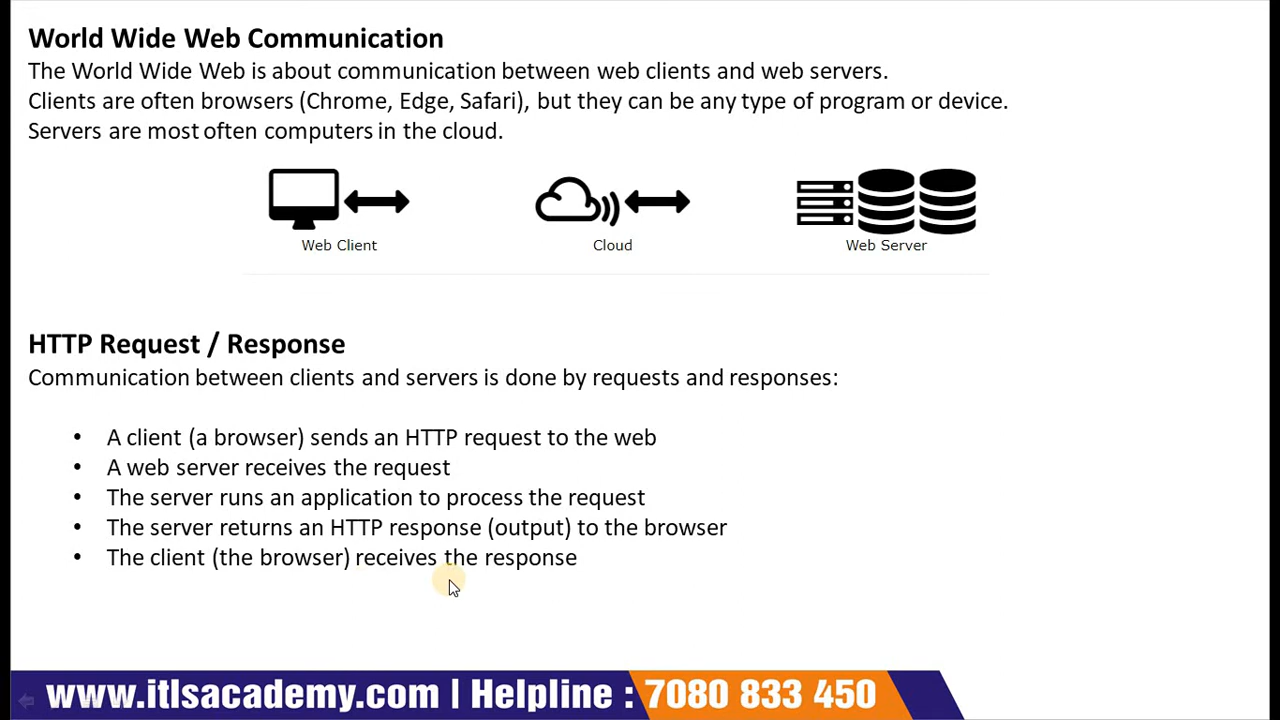 World Wide Web Communication
The World Wide Web is about communication between web clients and web servers.
Clients are often browsers (Chrome, Edge, Safari), but they can be any type of program or device.
Servers are most often computers in the cloud.
Web Client
Cloud
Web Server
HTTP Request / Response
Communication between clients and servers is done by requests and responses:
• A client (a browser) sends an HTTP request to the web
• A web server receives the request
• The server runs an application to process the request
• The server returns an HTTP response (output) to the browser
• The client (the browser) receives the response
www.itlsacademy.com | Helpline : 7080 833 450